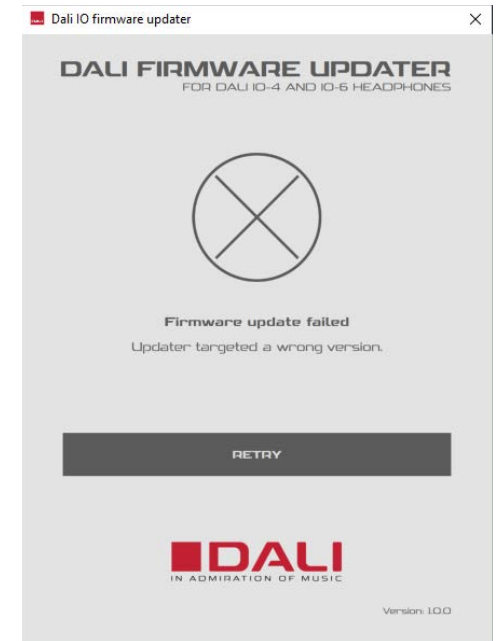 Dali IO firmware updater
DALI FIRMWARE UPDATER
FOR DALI IO-4 AND IO-6 HEADPHONES
Firmware update failed
Updater targeted a wrong version.
RETRY
DALI
IN ADMIRATION OF MUSIC
Version: 1.0.0